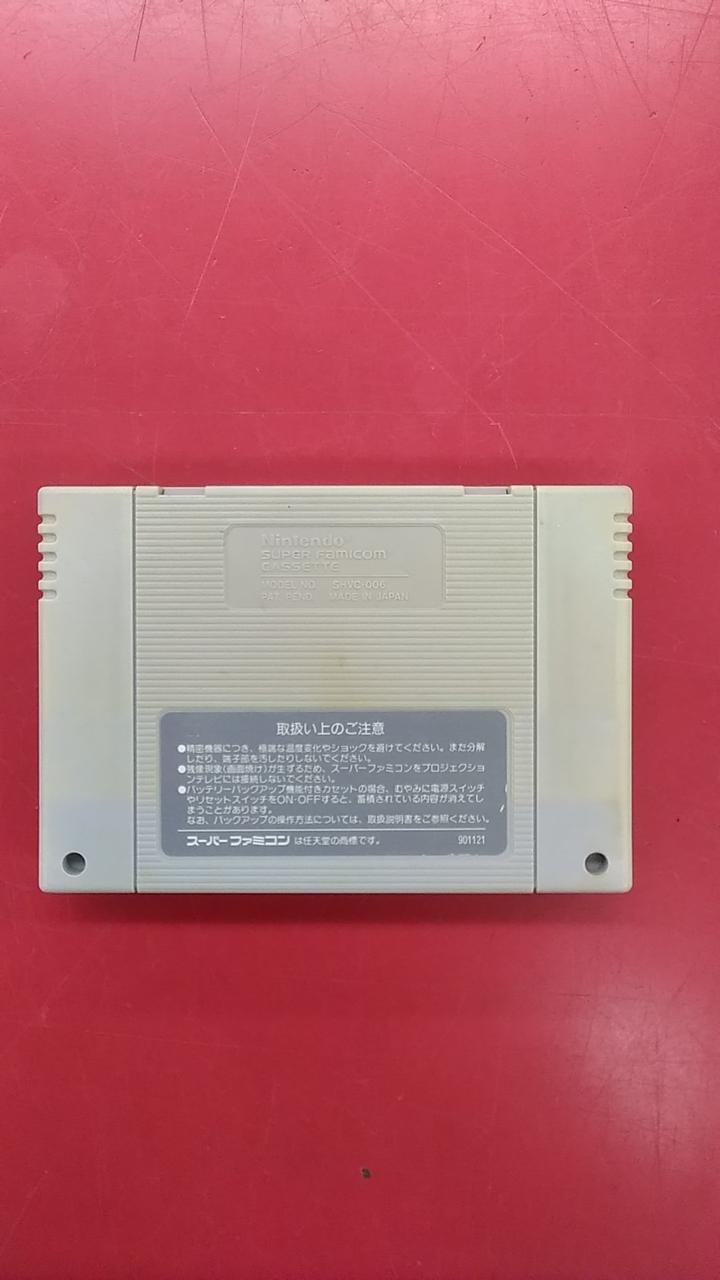 Nintendo
SUPER FAMICOM
CASSETTE
MODEL NO. SHVC-006
PAT. PEND. MADE IN JAPAN
取扱い上のご注意
●精密機器につき、極端な温度変化やショックを避けてください。また分解
したり、端子部を汚したりしないでください。
●残像現象(画面焼け)が生ずるため、スーパーファミコンをプロジェクショ
ンテレビには接続しないでください。
●バッテリーバックアップ機能付きカセットの場合、むやみに電源スイッチ
やリセットスイッチをON・OFFすると、蓄積されている内容が消えてし
まうことがあります。
なお、バックアップの操作方法については、取扱説明書をご参照ください。
スーパーファミコン は任天堂の商標です。 901121